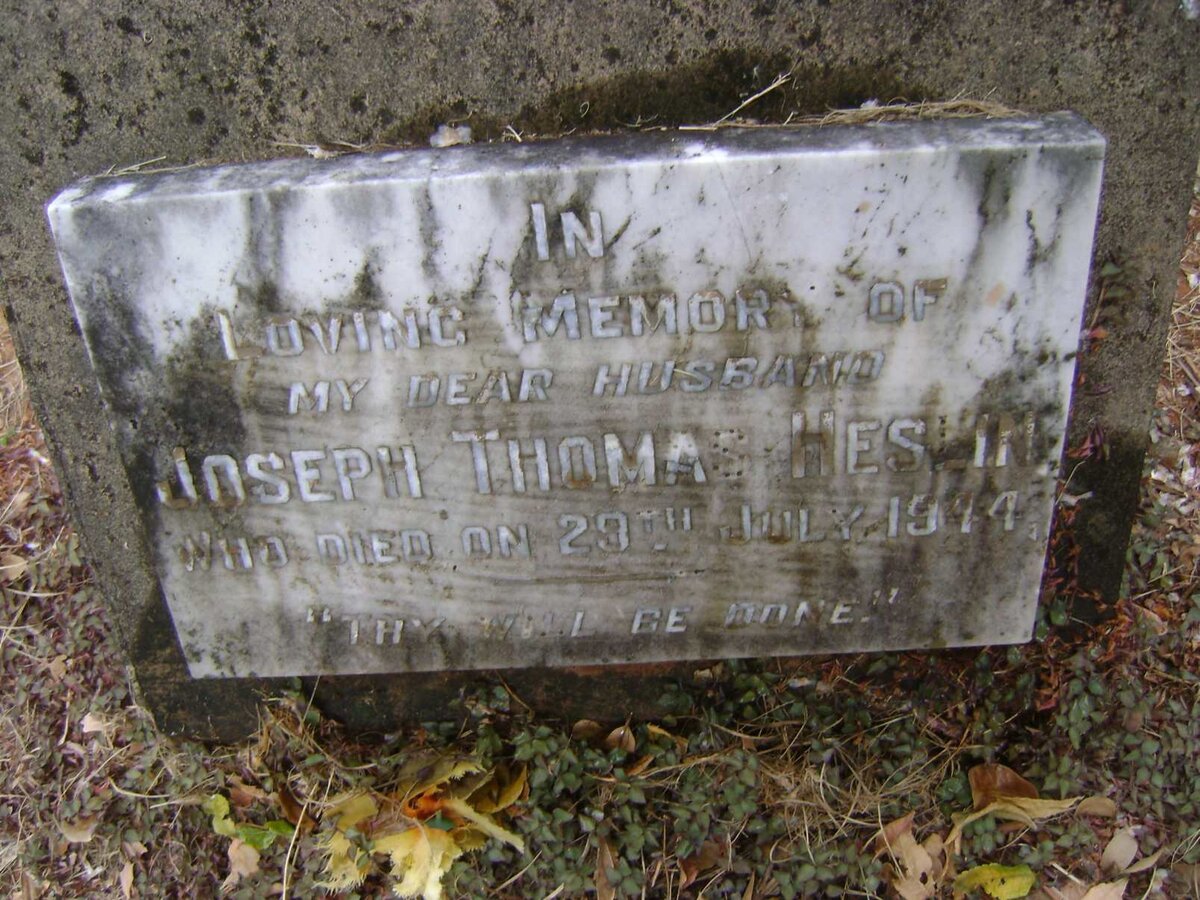 IN
LOVING MEMORY OF
MY DEAR HUSBAND
JOSEPH THOMAS HESLIN
WHO DIED ON 29TH JULY, 1944,
"THY WILL BE DONE."